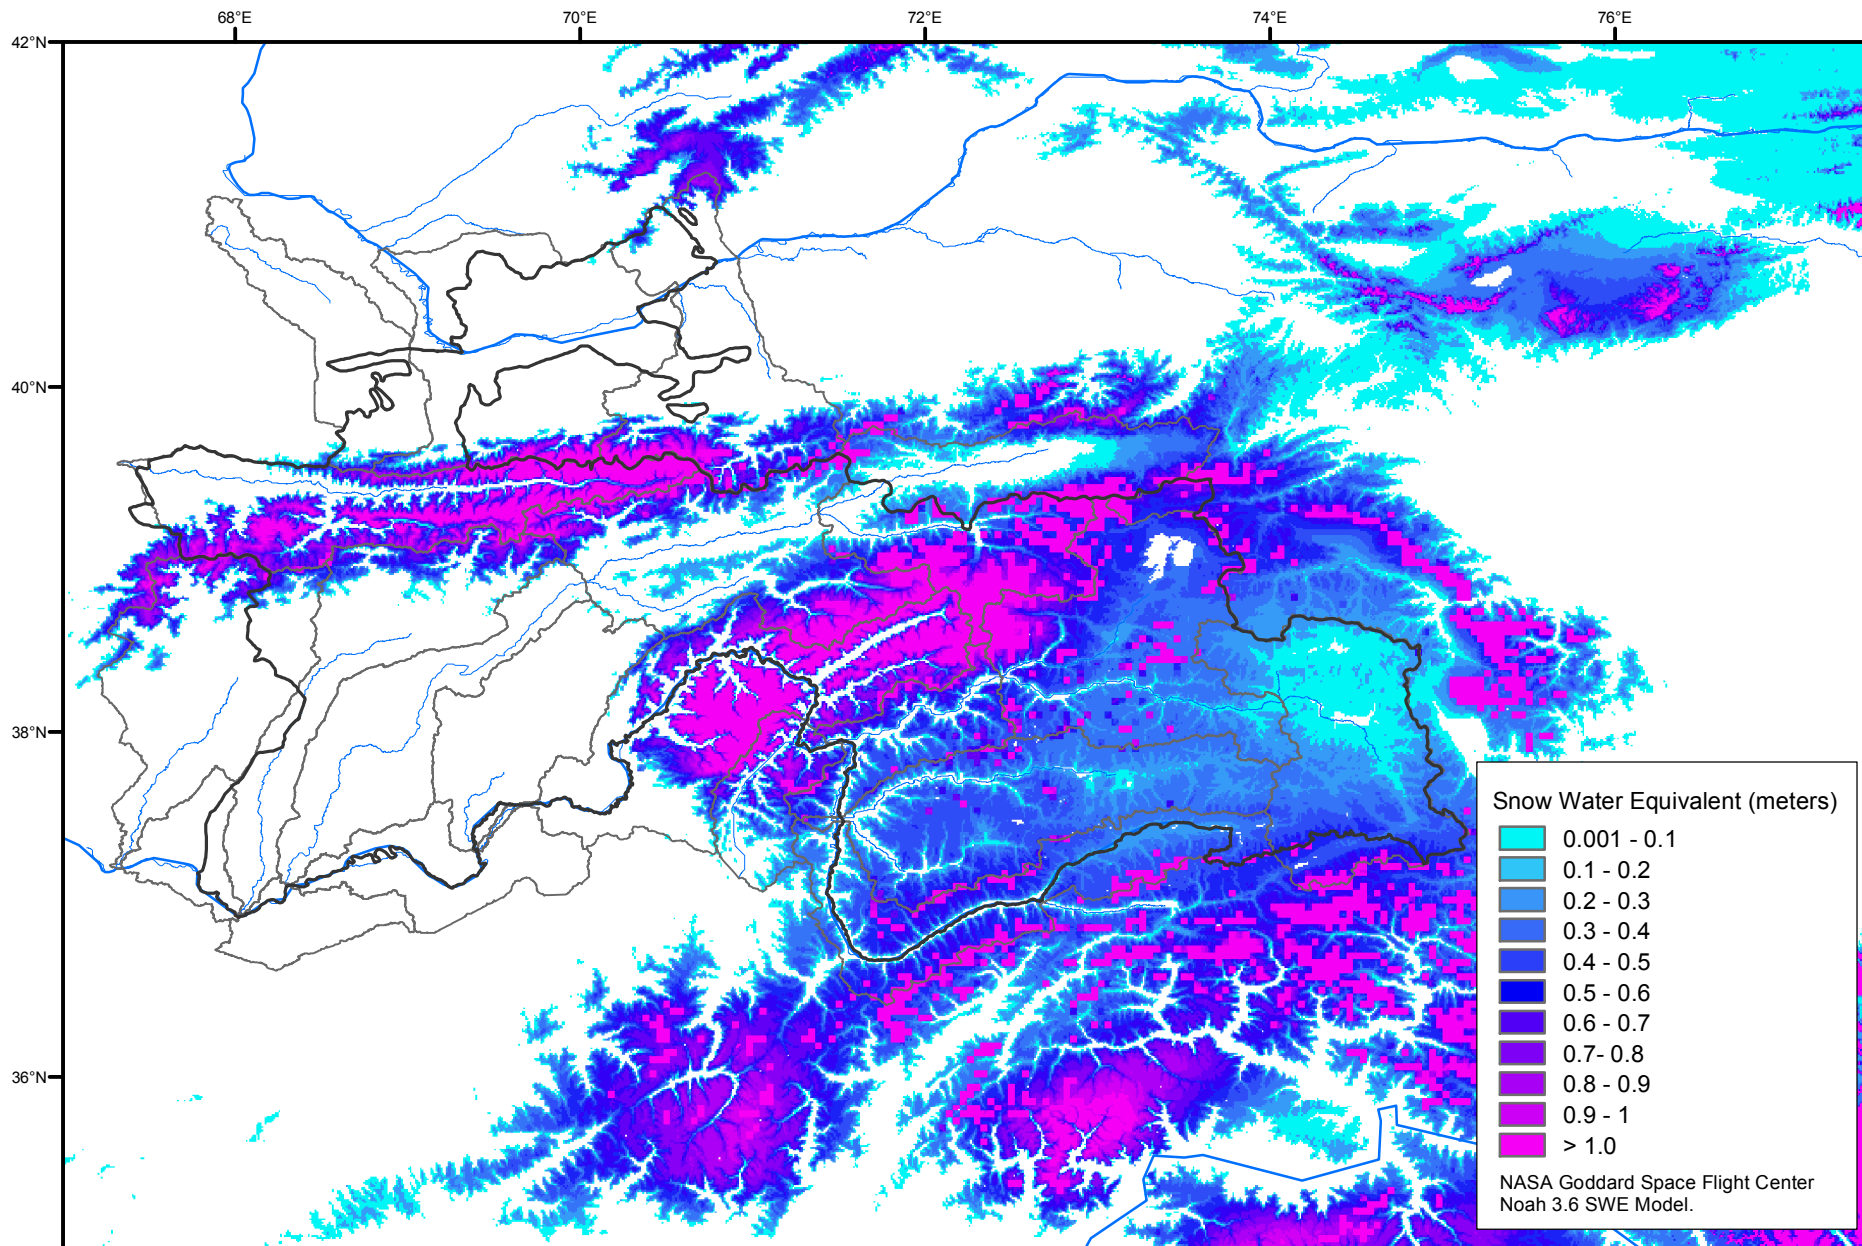 68°E 70°E 72°E 74°E 76°E
42°N
40°N
38°N
36°N
Snow Water Equivalent (meters)
0.001 - 0.1
0.1 - 0.2
0.2 - 0.3
0.3 - 0.4
0.4 - 0.5
0.5 - 0.6
0.6 - 0.7
0.7- 0.8
0.8 - 0.9
0.9 - 1
> 1.0
NASA Goddard Space Flight Center
Noah 3.6 SWE Model.